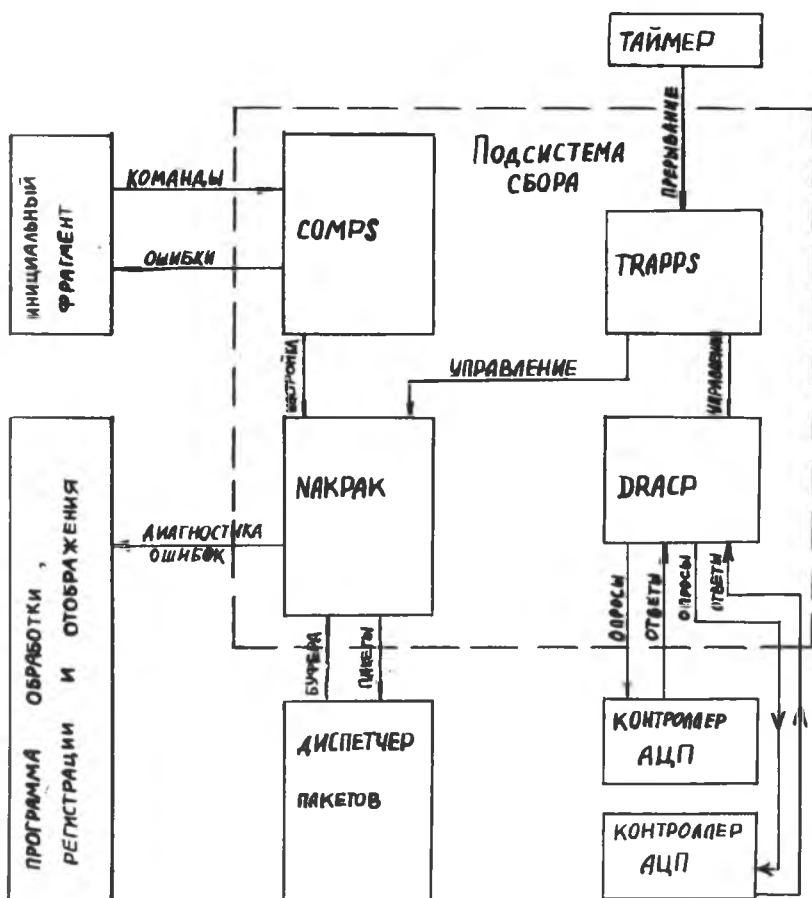 ТАЙМЕР
ПРЕРЫВАНИЕ
ПОДСИСТЕМА
СБОРА
ИНИЦИАЛЬНЫЙ
ФРАГМЕНТ
КОМАНДЫ
ОШИБКИ
COMPS
TRAPPS
НАСТРОЙКА
УПРАВЛЕНИЕ
УПРАВЛЕНИЕ
ПРОГРАММА ОБРАБОТКИ,
РЕГИСТРАЦИИ И ОТОБРАЖЕНИЯ
ДИАГНОСТИКА
ОШИБОК
NAKPAK
DRACP
ОПРОСЫ
ОТВЕТЫ
ОПРОСЫ
ОТВЕТЫ
БУФЕРА
ПАКЕТЫ
ДИСПЕТЧЕР
ПАКЕТОВ
КОНТРОЛЛЕР
АЦП
КОНТРОЛЛЕР
АЦП